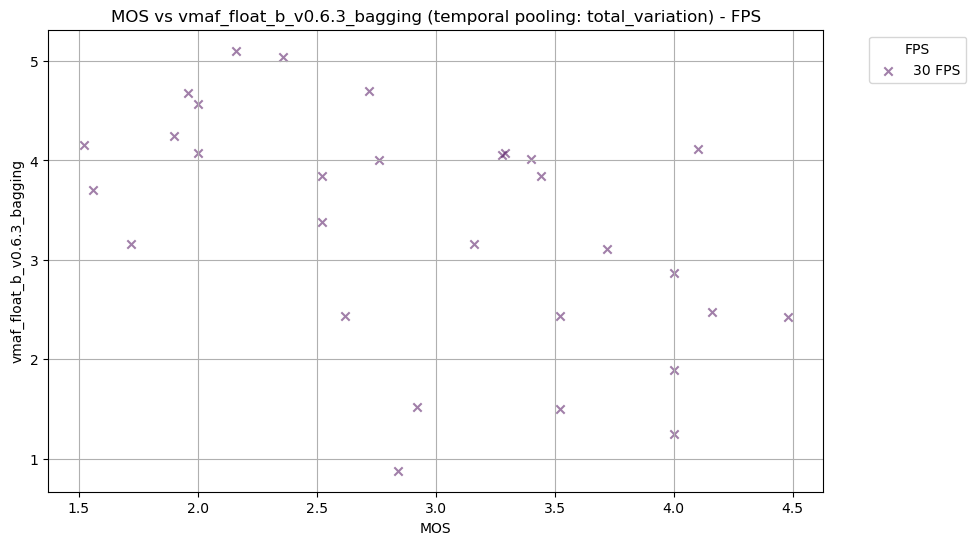 MOS vs vmaf_float_b_v0.6.3_bagging (temporal pooling: total_variation) - FPS
FPS
30 FPS
vmaf_float_b_v0.6.3_bagging
5
4
3
2
1
1.5 2.0 2.5 3.0 3.5 4.0 4.5
MOS